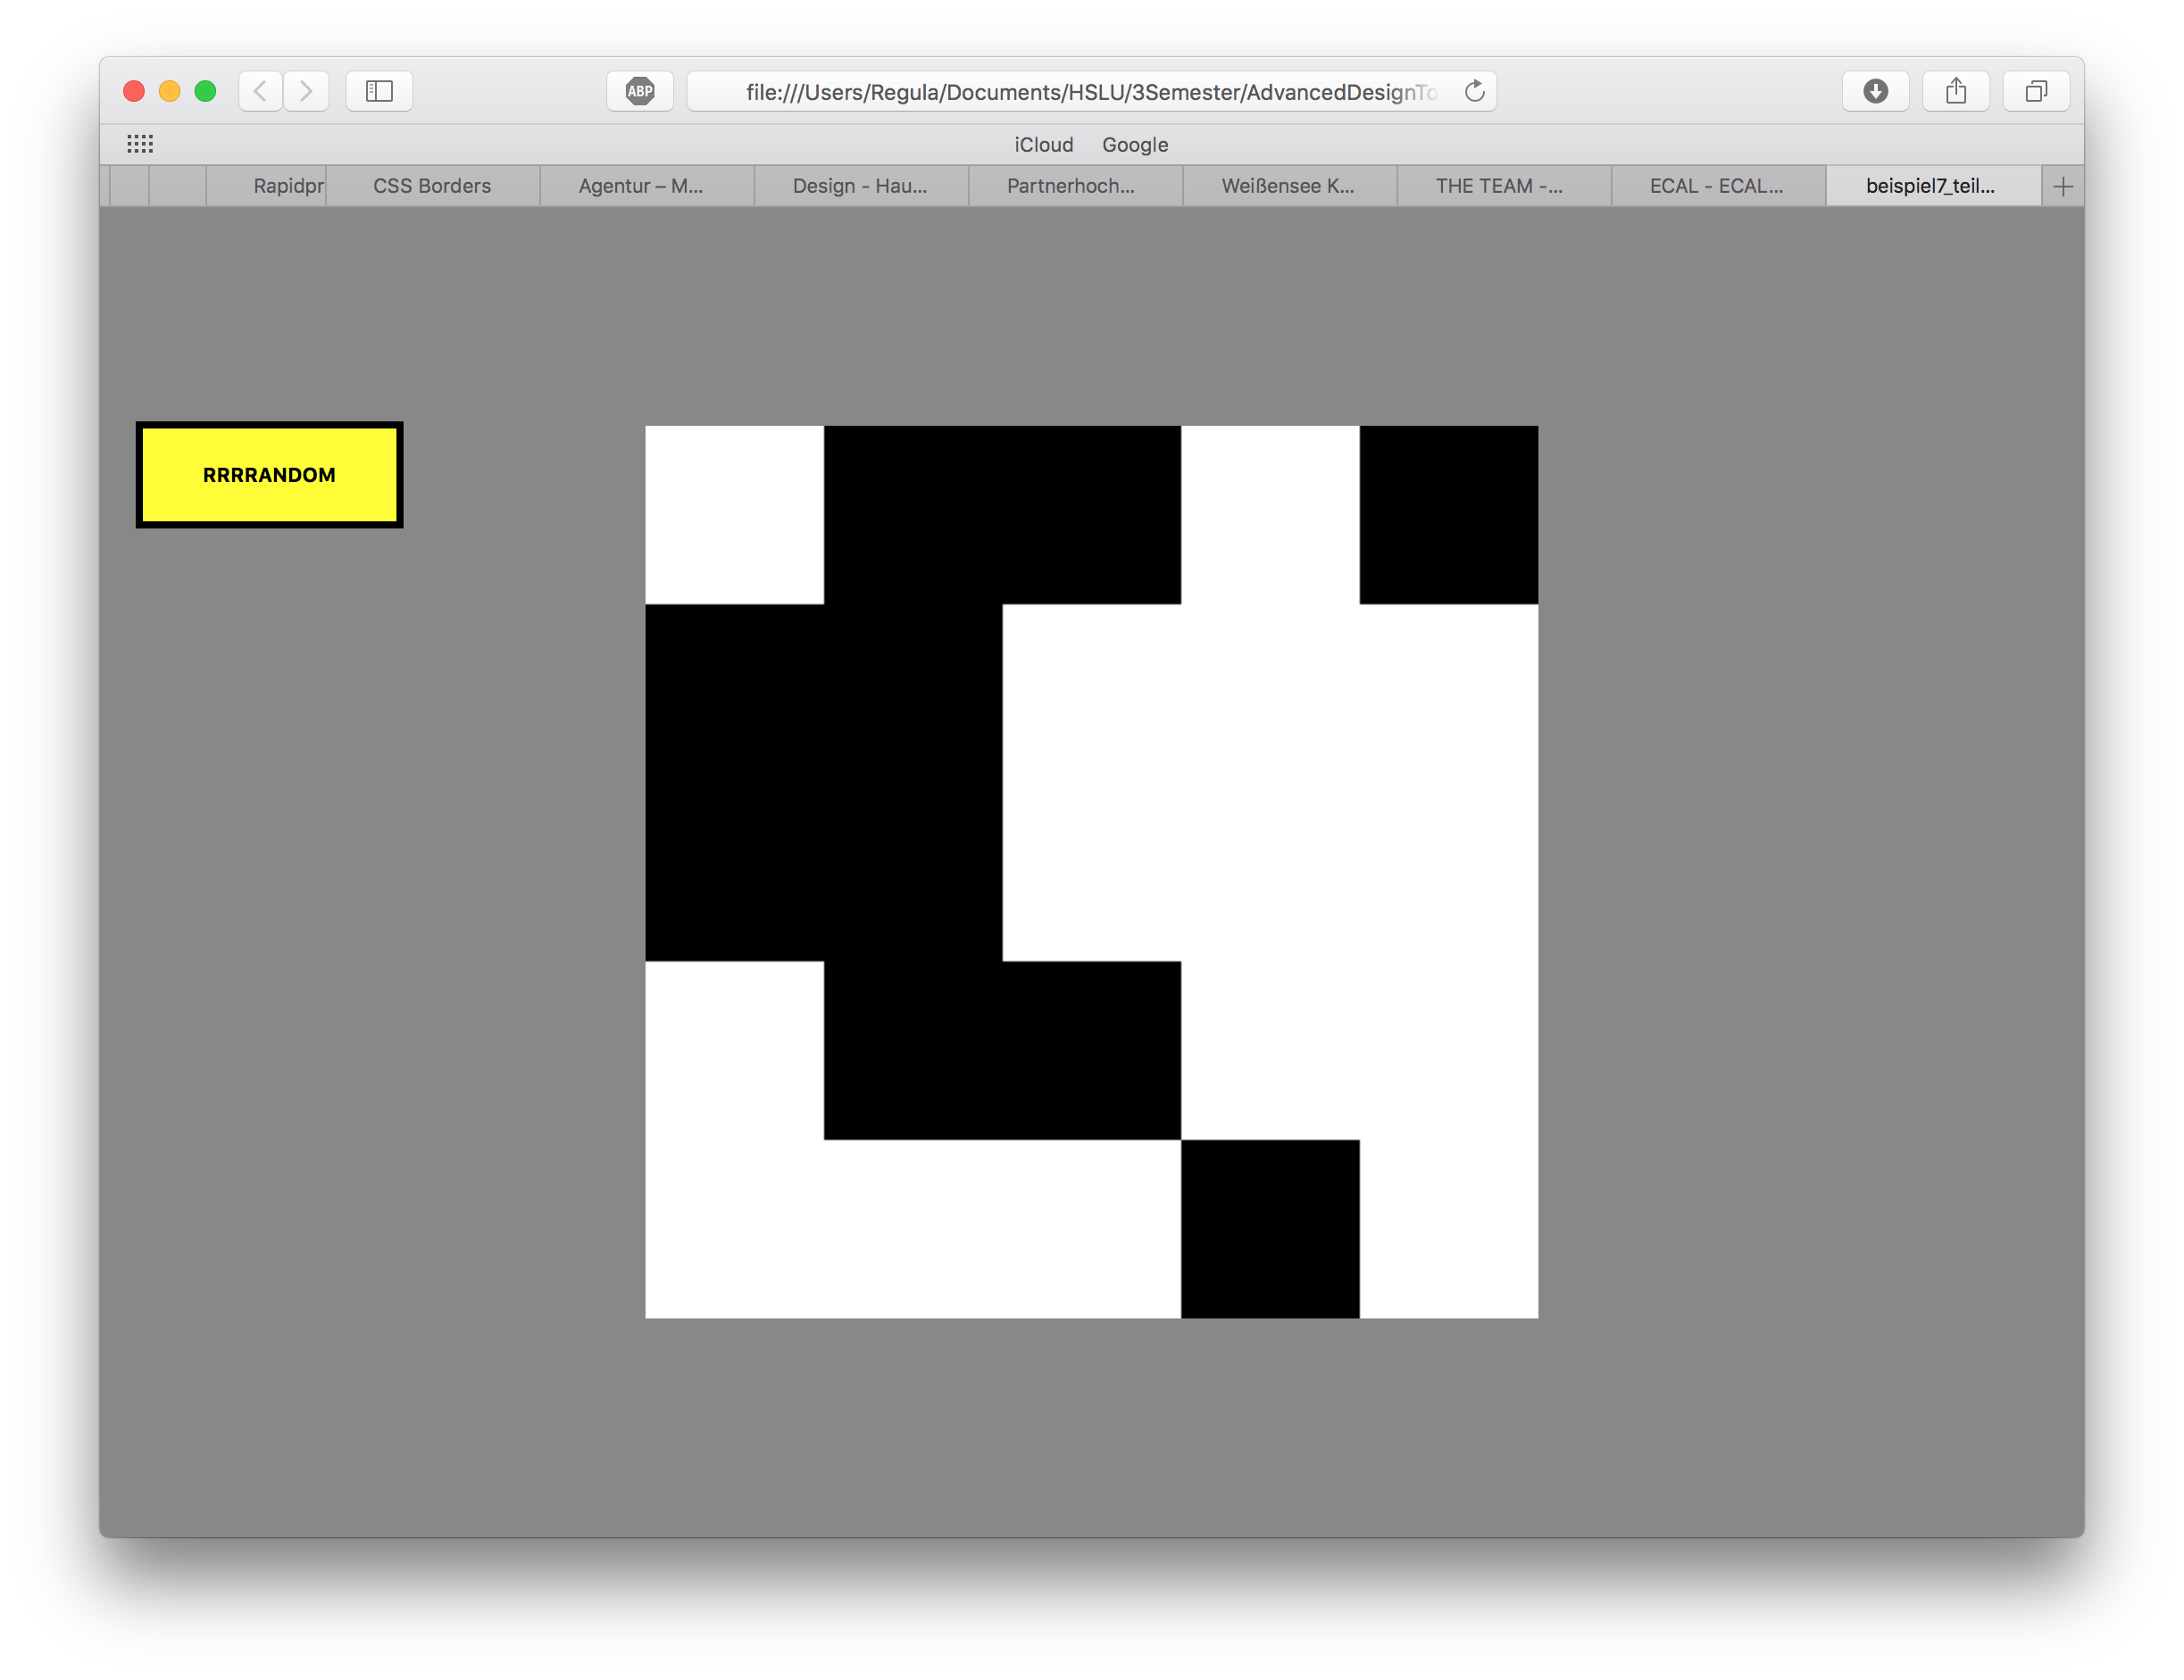 ABP
file:///Users/Regula/Documents/HSLU/3Semester/AdvancedDesignTo
iCloud Google
Rapidpr CSS Borders Agentur – M... Design - Hau... Partnerhoch... Weißensee K... THE TEAM -... ECAL - ECAL... beispiel7_teil...
RRRRANDOM